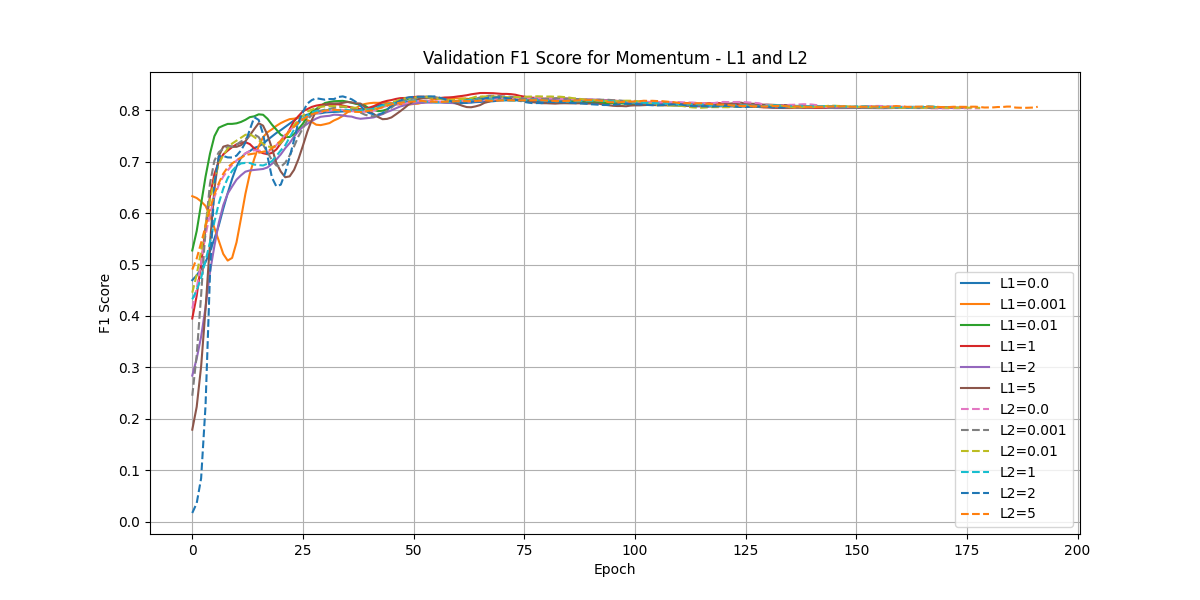 Validation F1 Score for Momentum - L1 and L2
F1 Score
0.8
0.7
0.6
0.5
0.4
0.3
0.2
0.1
0.0
0
25
50
75
100
125
150
175
200
Epoch
L1=0.0
L1=0.001
L1=0.01
L1=1
L1=2
L1=5
L2=0.0
L2=0.001
L2=0.01
L2=1
L2=2
L2=5